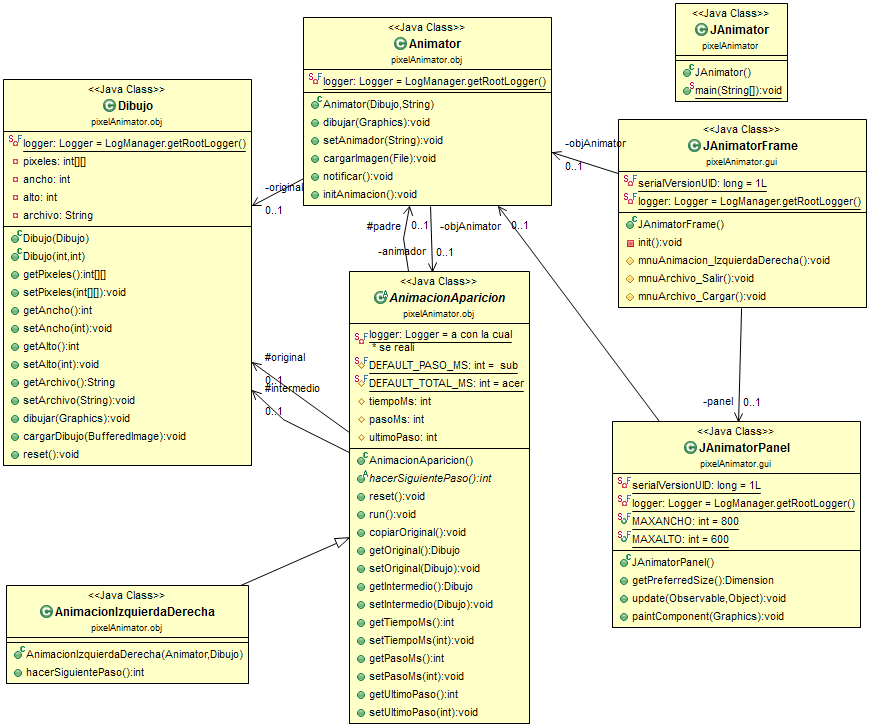 <<Java Class>>
Animator
pixelAnimator.obj
logger: Logger = LogManager.getRootLogger()
Animator(Dibujo,String)
dibujar(Graphics):void
setAnimador(String):void
cargarImagen(File):void
notificar():void
initAnimacion():void
<<Java Class>>
JAnimator
pixelAnimator
JAnimator()
main(String[]):void
<<Java Class>>
Dibujo
pixelAnimator.obj
logger: Logger = LogManager.getRootLogger()
pixeles: int[][]
ancho: int
alto: int
archivo: String
Dibujo(Dibujo)
Dibujo(int,int)
getPixeles():int[][]
setPixeles(int[][]):void
getAncho():int
setAncho(int):void
getAlto():int
setAlto(int):void
getArchivo():String
setArchivo(String):void
dibujar(Graphics):void
cargarDibujo(BufferedImage):void
reset():void
-original
0..1
-objAnimator
0..1
<<Java Class>>
JAnimatorFrame
pixelAnimator.gui
serialVersionUID: long = 1L
logger: Logger = LogManager.getRootLogger()
JAnimatorFrame()
init():void
mnuAnimacion_IzquierdaDerecha():void
mnuArchivo_Salir():void
mnuArchivo_Cargar():void
#padre
0..1
-animador
0..1
-objAnimator
0..1
#original
0..1
#intermedio
0..1
<<Java Class>>
AnimacionAparicion
pixelAnimator.obj
logger: Logger = a con la cual
* se reali
DEFAULT_PASO_MS: int = sub
DEFAULT_TOTAL_MS: int = acer
tiempoMs: int
pasoMs: int
ultimoPaso: int
AnimacionAparicion()
hacerSiguientePaso():int
reset():void
run():void
copiarOriginal():void
getOriginal():Dibujo
setOriginal(Dibujo):void
getIntermedio():Dibujo
setIntermedio(Dibujo):void
getTiempoMs():int
setTiempoMs(int):void
getPasoMs():int
setPasoMs(int):void
getUltimoPaso():int
setUltimoPaso(int):void
-panel
0..1
<<Java Class>>
JAnimatorPanel
pixelAnimator.gui
serialVersionUID: long = 1L
logger: Logger = LogManager.getRootLogger()
MAXANCHO: int = 800
MAXALTO: int = 600
JAnimatorPanel()
getPreferredSize():Dimension
update(Observable,Object):void
paintComponent(Graphics):void
<<Java Class>>
AnimacionIzquierdaDerecha
pixelAnimator.obj
AnimacionIzquierdaDerecha(Animator,Dibujo)
hacerSiguientePaso():int